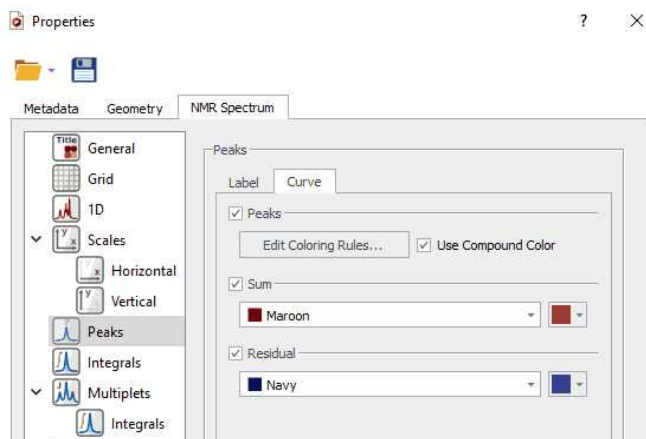 Properties
?
Metadata Geometry NMR Spectrum
Title
General
Grid
1D
Scales
Horizontal
Vertical
Peaks
Integrals
Multiplets
Integrals
Peaks
Label Curve
Peaks
Edit Coloring Rules... Use Compound Color
Sum
Maroon
Residual
Navy